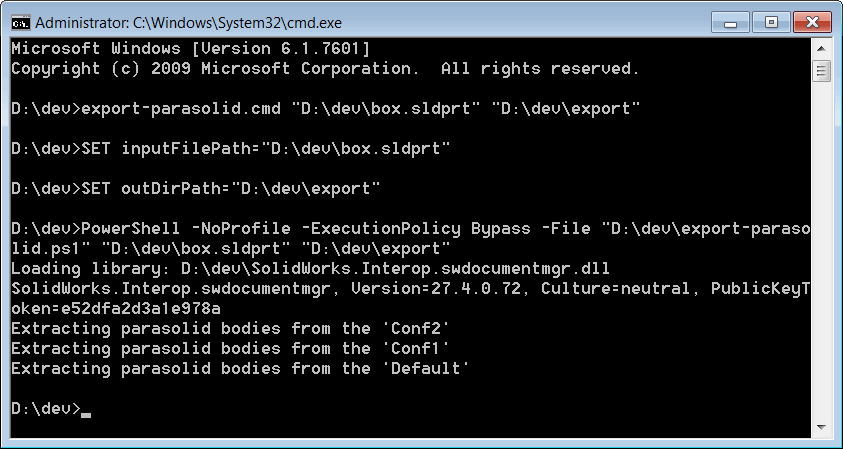 Administrator: C:\Windows\System32\cmd.exe
Microsoft Windows [Version 6.1.7601]
Copyright (c) 2009 Microsoft Corporation.  All rights reserved.
D:\dev>export-parasolid.cmd "D:\dev\box.sldprt" "D:\dev\export"
D:\dev>SET inputFilePath="D:\dev\box.sldprt"
D:\dev>SET outDirPath="D:\dev\export"
D:\dev>PowerShell -NoProfile -ExecutionPolicy Bypass -File "D:\dev\export-paraso
lid.ps1" "D:\dev\box.sldprt" "D:\dev\export"
Loading library: D:\dev\SolidWorks.Interop.swdocumentmgr.dll
SolidWorks.Interop.swdocumentmgr, Version=27.4.0.72, Culture=neutral, PublicKeyT
oken=e52dfa2d3a1e978a
Extracting parasolid bodies from the 'Conf2'
Extracting parasolid bodies from the 'Conf1'
Extracting parasolid bodies from the 'Default'
D:\dev>_